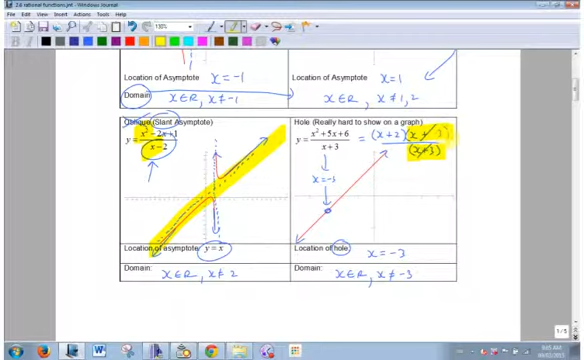 2.6 rational functions.jnt - Windows Journal
File Edit View Insert Actions Tools Help
130%
Location of Asymptote x = -1
Domain: x ∈ R, x ≠ -1
Location of Asymptote x = 1
Domain: x ∈ R, x ≠ 1, 2
Oblique (Slant Asymptote)
y = x² - 2x + 1 / x - 2
Location of asymptote: y = x
Domain: x ∈ R, x ≠ 2
Hole (Really hard to show on a graph)
y = x² + 5x + 6 / x + 3 = (x+2)(x+3) / (x+3)
x = -3
Location of hole x = -3
Domain: x ∈ R, x ≠ -3
1 / 5